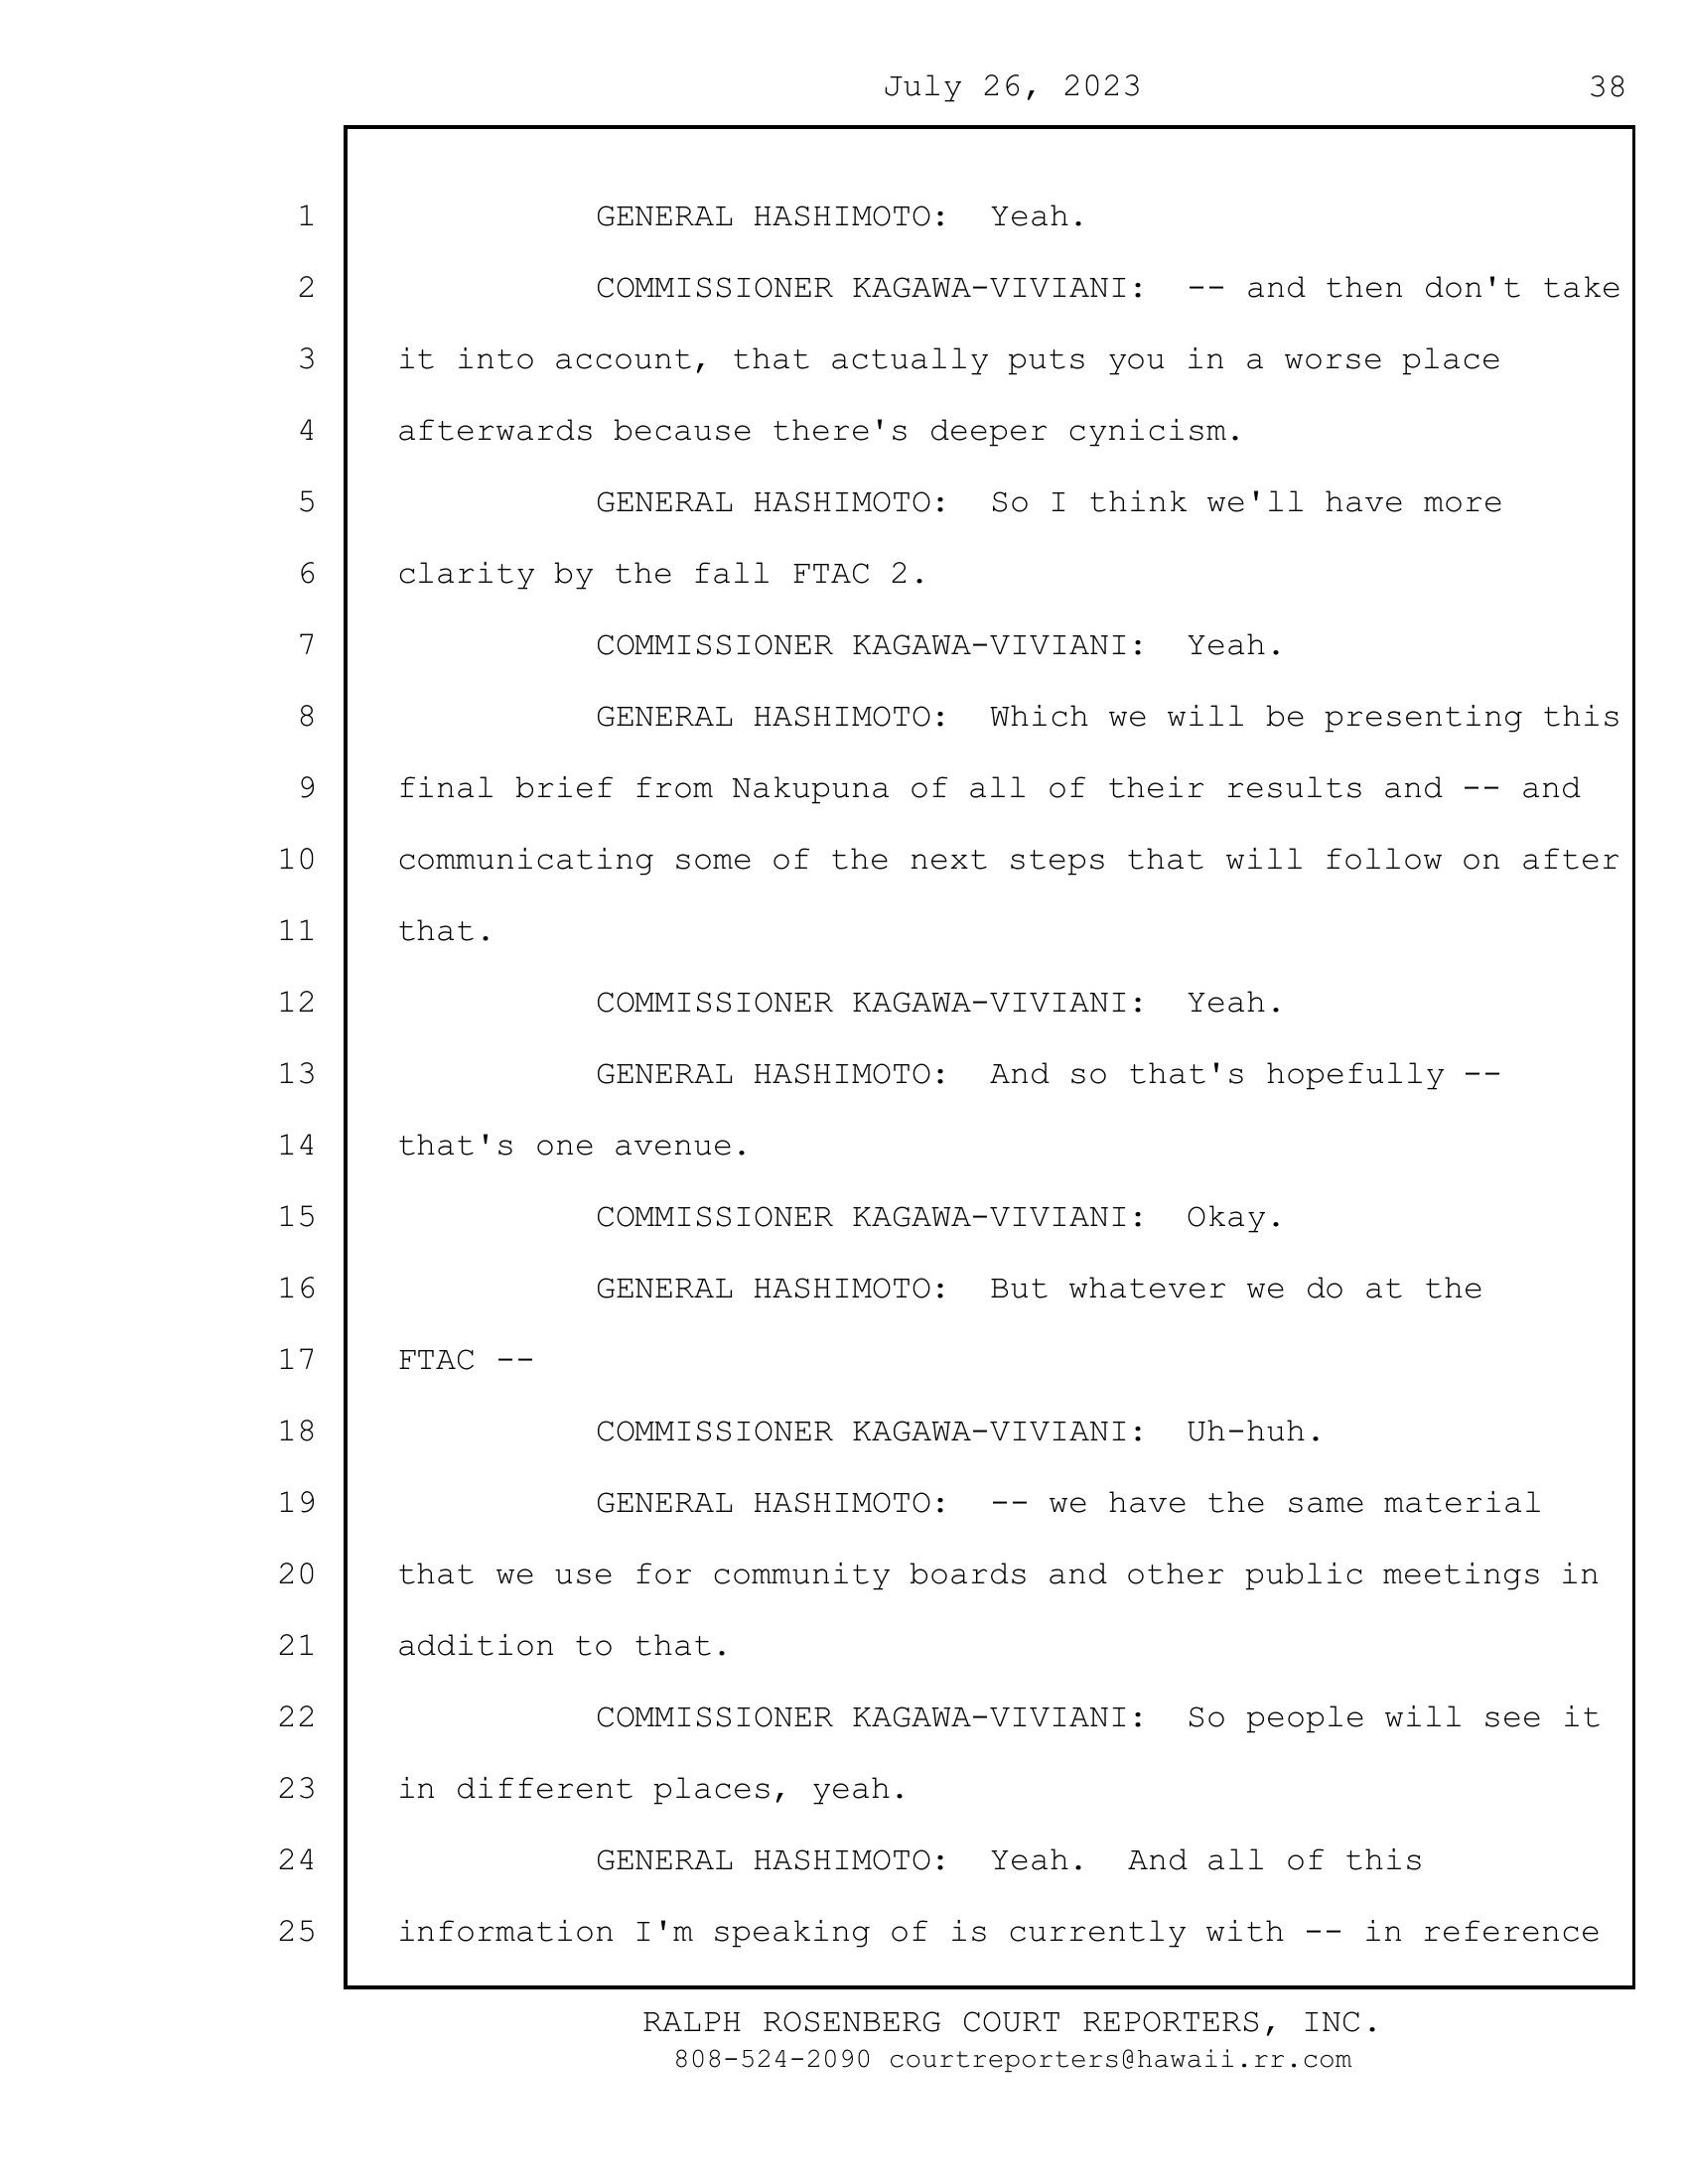 July 26, 2023 38
1 GENERAL HASHIMOTO: Yeah.
2 COMMISSIONER KAGAWA-VIVIANI: -- and then don't take
3 it into account, that actually puts you in a worse place
4 afterwards because there's deeper cynicism.
5 GENERAL HASHIMOTO: So I think we'll have more
6 clarity by the fall FTAC 2.
7 COMMISSIONER KAGAWA-VIVIANI: Yeah.
8 GENERAL HASHIMOTO: Which we will be presenting this
9 final brief from Nakupuna of all of their results and -- and
10 communicating some of the next steps that will follow on after
11 that.
12 COMMISSIONER KAGAWA-VIVIANI: Yeah.
13 GENERAL HASHIMOTO: And so that's hopefully --
14 that's one avenue.
15 COMMISSIONER KAGAWA-VIVIANI: Okay.
16 GENERAL HASHIMOTO: But whatever we do at the
17 FTAC --
18 COMMISSIONER KAGAWA-VIVIANI: Uh-huh.
19 GENERAL HASHIMOTO: -- we have the same material
20 that we use for community boards and other public meetings in
21 addition to that.
22 COMMISSIONER KAGAWA-VIVIANI: So people will see it
23 in different places, yeah.
24 GENERAL HASHIMOTO: Yeah. And all of this
25 information I'm speaking of is currently with -- in reference
RALPH ROSENBERG COURT REPORTERS, INC.
808-524-2090 courtreporters@hawaii.rr.com